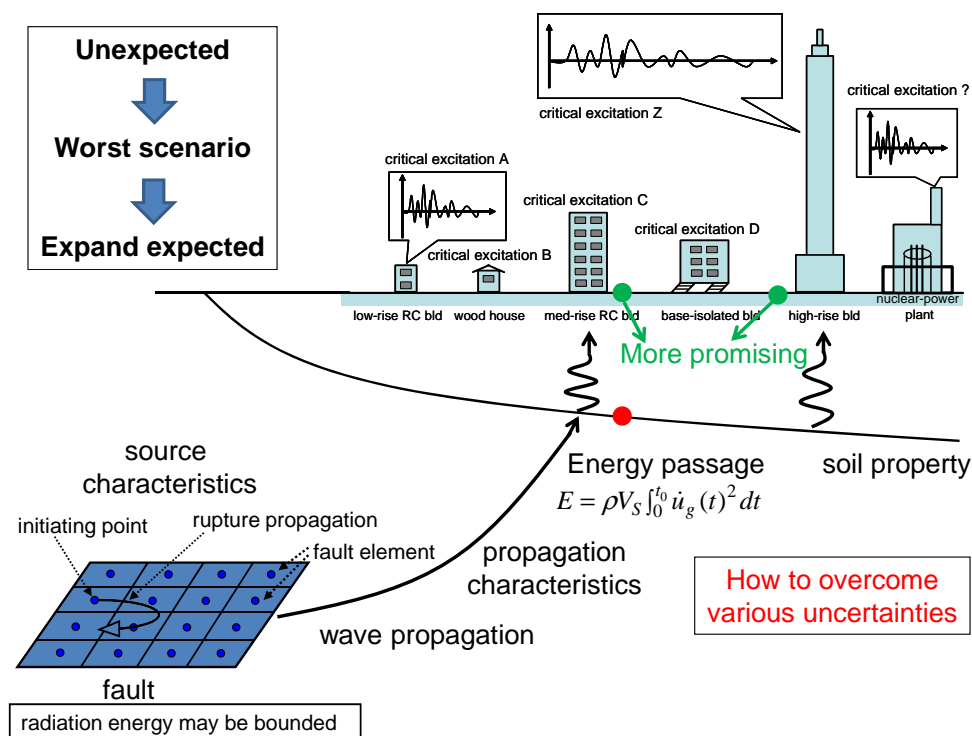 Unexpected
Worst scenario
Expand expected
critical excitation A
critical excitation B
critical excitation C
critical excitation D
critical excitation Z
critical excitation ?
low-rise RC bld
wood house
med-rise RC bld
base-isolated bld
high-rise bld
nuclear-power
plant
More promising
source
characteristics
initiating point
rupture propagation
fault element
Energy passage
E = ρV_S ∫_0^{t_0} u̇_g (t)^2 dt
soil property
propagation
characteristics
wave propagation
How to overcome
various uncertainties
fault
radiation energy may be bounded